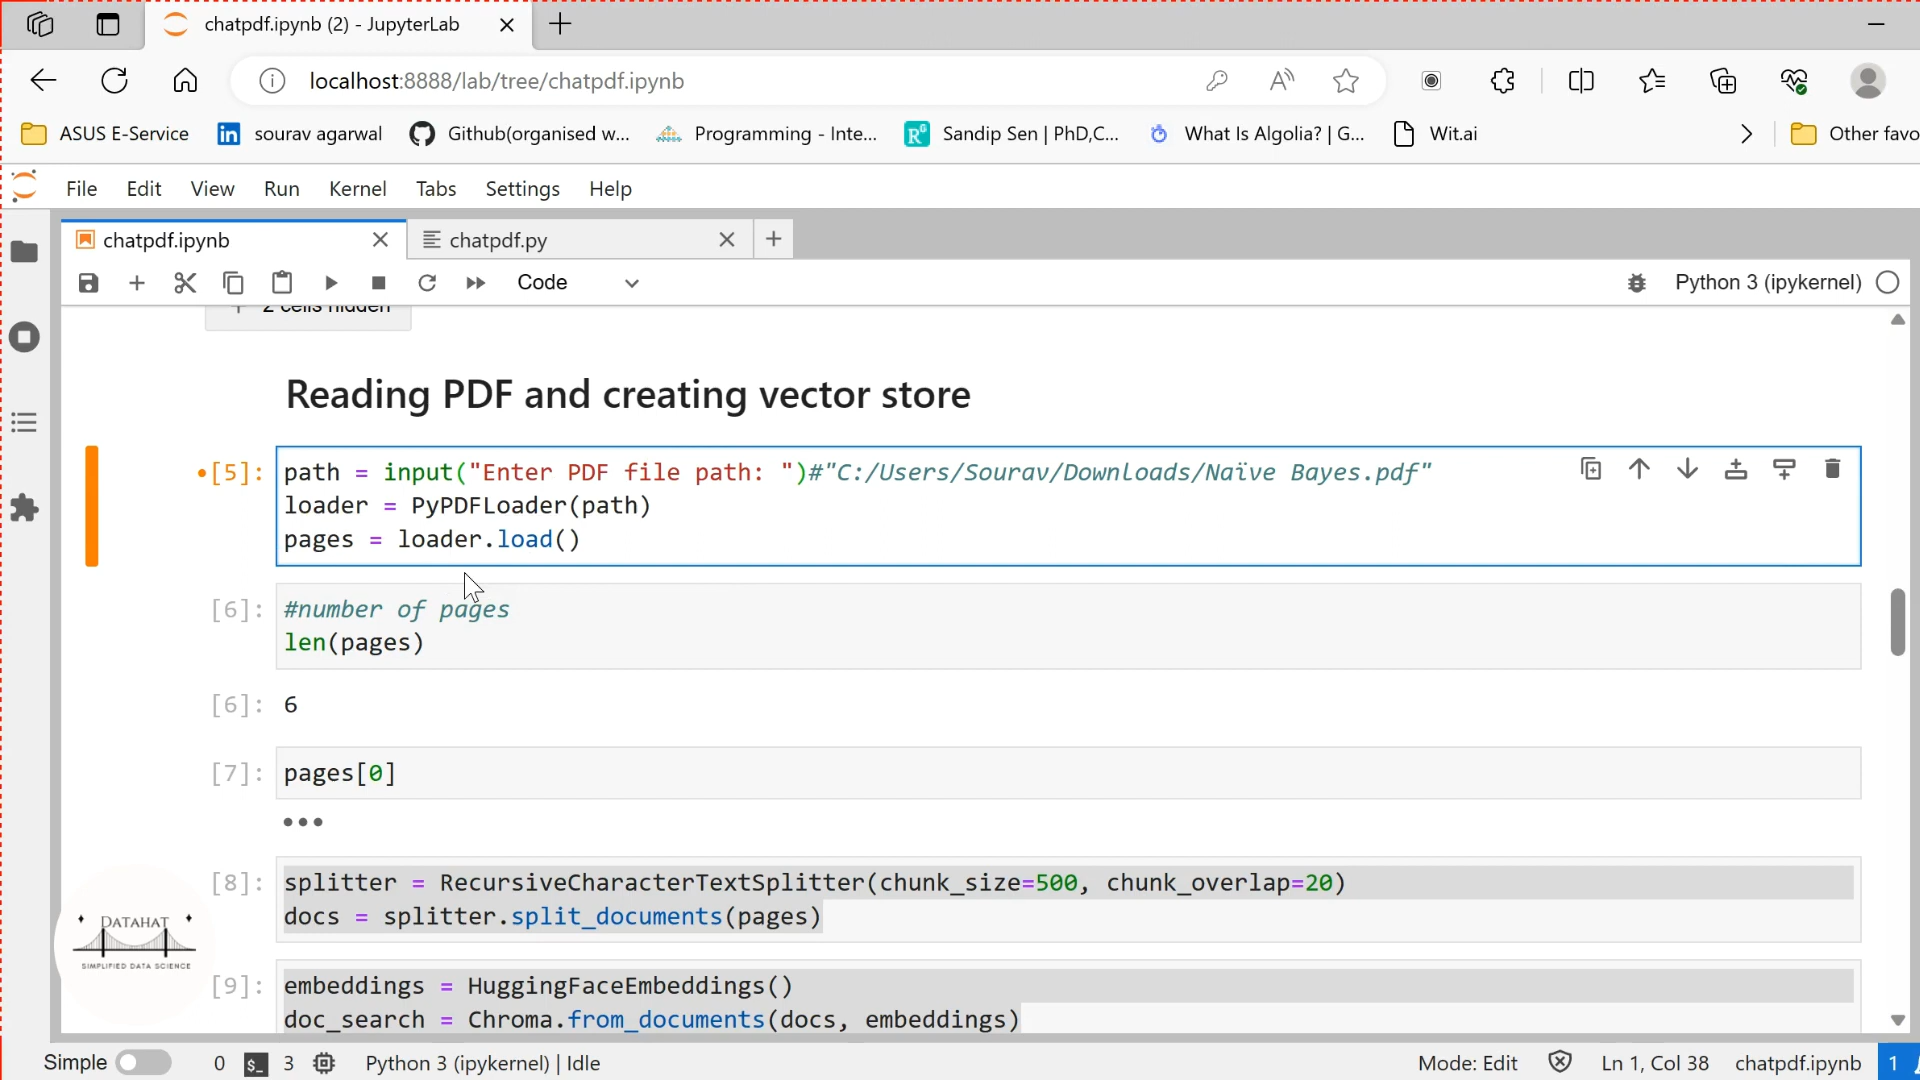 chatpdf.ipynb (2) - JupyterLab
localhost:8888/lab/tree/chatpdf.ipynb
ASUS E-Service
sourav agarwal
Github(organised w...
Programming - Inte...
Sandip Sen | PhD,C...
What Is Algolia? | G...
Wit.ai
Other favo
File Edit View Run Kernel Tabs Settings Help
chatpdf.ipynb
chatpdf.py
Code
Python 3 (ipykernel)
+ 2 cells hidden
Reading PDF and creating vector store
[5]: path = input("Enter PDF file path: ")#"C:/Users/Sourav/Downloads/Naïve Bayes.pdf"
loader = PyPDFLoader(path)
pages = loader.load()
[6]: #number of pages
len(pages)
[6]: 6
[7]: pages[0]
[8]: splitter = RecursiveCharacterTextSplitter(chunk_size=500, chunk_overlap=20)
docs = splitter.split_documents(pages)
[9]: embeddings = HuggingFaceEmbeddings()
doc_search = Chroma.from_documents(docs, embeddings)
DATAHAT
SIMPLIFIED DATA SCIENCE
Simple 0 $_ 3 Python 3 (ipykernel) | Idle
Mode: Edit Ln 1, Col 38 chatpdf.ipynb 1